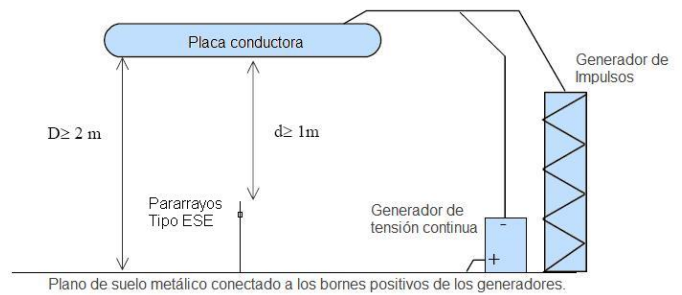 Placa conductora
Generador de
Impulsos
D≥ 2 m
d≥ 1m
Pararrayos
Tipo ESE
Generador de
tensión continua
-
+
Plano de suelo metálico conectado a los bornes positivos de los generadores.